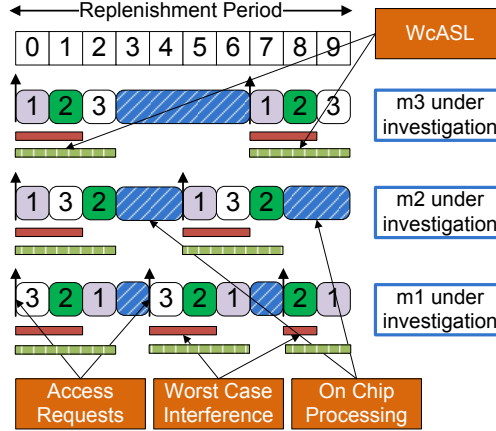 Replenishment Period
0 1 2 3 4 5 6 7 8 9
WcASL
1 2 3 1 2 3
m3 under
investigation
1 3 2 1 3 2
m2 under
investigation
3 2 1 3 2 1 2 1
m1 under
investigation
Access
Requests
Worst Case
Interference
On Chip
Processing